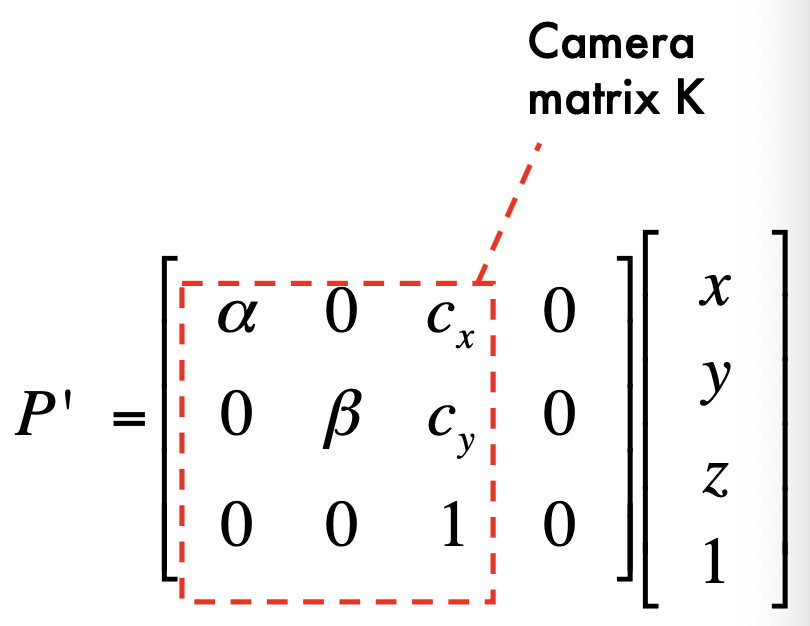 Camera
matrix K
P' = [ α 0 c_x 0 ; 0 β c_y 0 ; 0 0 1 0 ] [ x ; y ; z ; 1 ]